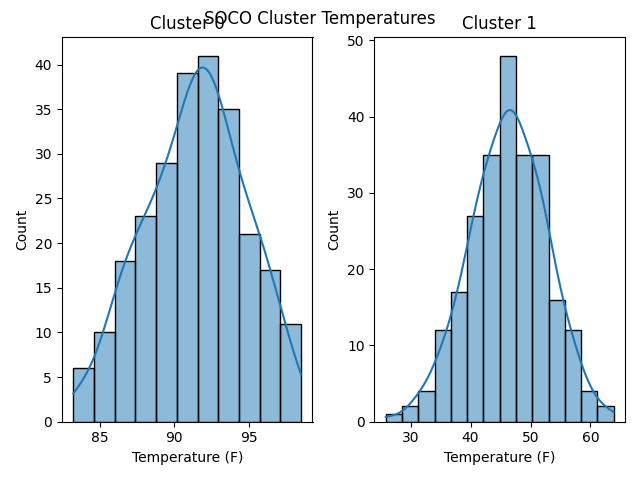 SOCO Cluster Temperatures
Cluster 0
Cluster 1
40
35
30
25
20
15
10
5
0
Count
85 90 95
Temperature (F)
50
40
30
20
10
0
Count
30 40 50 60
Temperature (F)